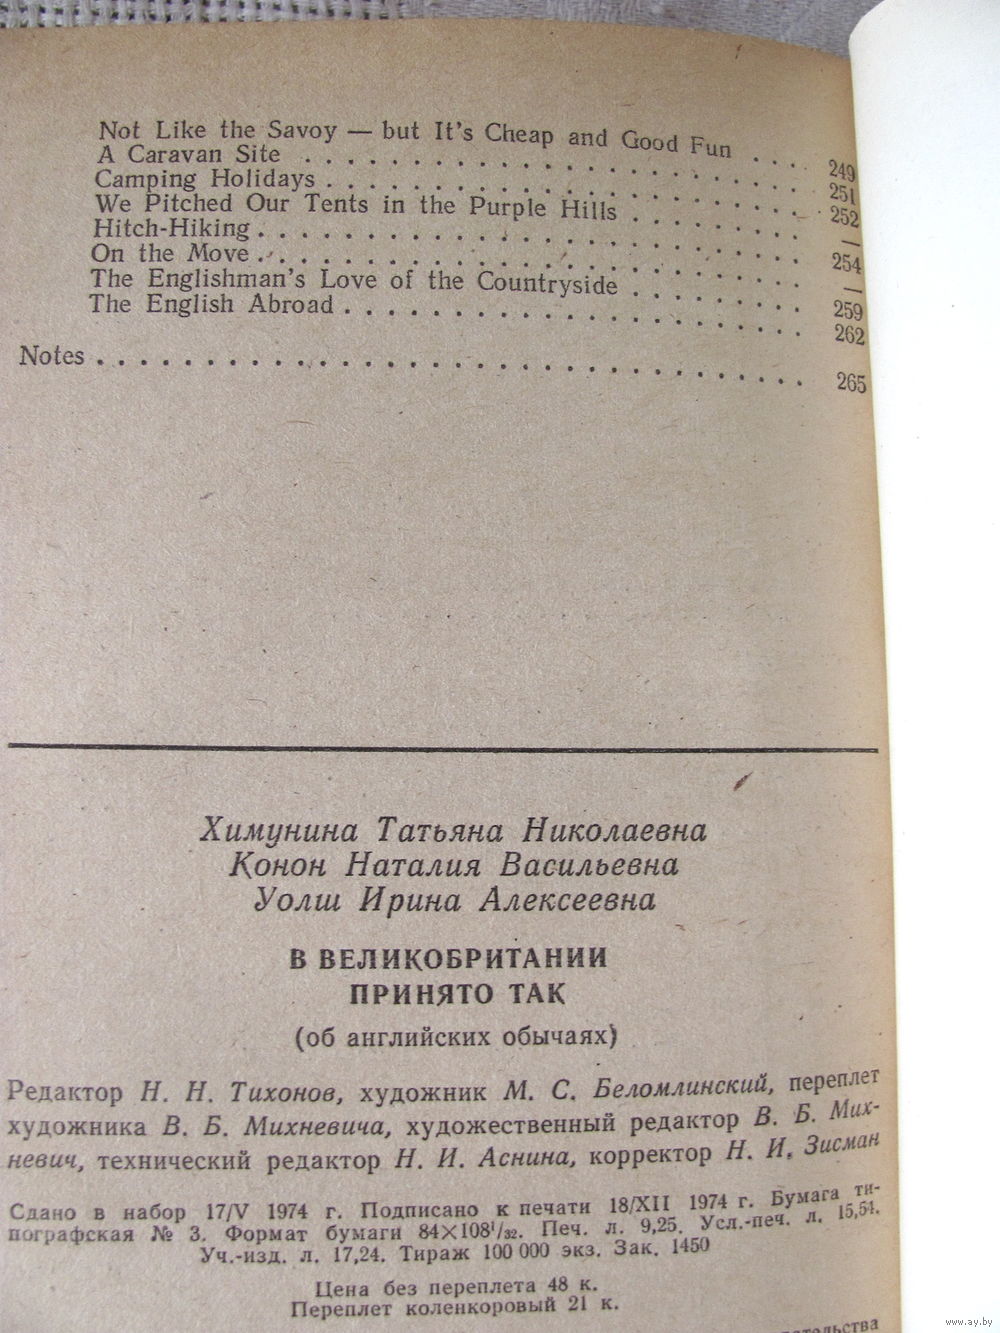 Not Like the Savoy — but It's Cheap and Good Fun . . . 249
A Caravan Site . . . . . . . . . . . . . . . . . . 251
Camping Holidays . . . . . . . . . . . . . . . . . 252
We Pitched Our Tents in the Purple Hills . . . . . . . —
Hitch-Hiking . . . . . . . . . . . . . . . . . . . 254
On the Move . . . . . . . . . . . . . . . . . . . —
The Englishman's Love of the Countryside . . . . . . . 259
The English Abroad . . . . . . . . . . . . . . . . 262
Notes . . . . . . . . . . . . . . . . . . . . . . 265
Химунина Татьяна Николаевна
Конон Наталия Васильевна
Уолш Ирина Алексеевна
В ВЕЛИКОБРИТАНИИ
ПРИНЯТО ТАК
(об английских обычаях)
Редактор Н. Н. Тихонов, художник М. С. Беломлинский, переплет
художника В. Б. Михневича, художественный редактор В. Б. Мих-
невич, технический редактор Н. И. Аснина, корректор Н. И. Зисман
Сдано в набор 17/V 1974 г. Подписано к печати 18/XII 1974 г. Бумага ти-
пографская № 3. Формат бумаги 84×108¹/₃₂. Печ. л. 9,25. Усл.-печ. л. 15,54.
Уч.-изд. л. 17,24. Тираж 100 000 экз. Зак. 1450
Цена без переплета 48 к.
Переплет коленкоровый 21 к.
www.ay.by